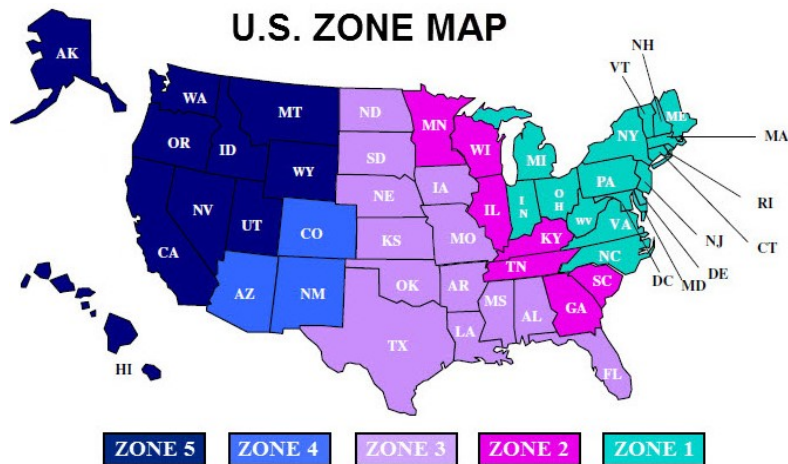 U.S. ZONE MAP
AK
NH
VT
WA
MT
ND
MN
ME
MA
OR
ID
SD
WI
NY
MI
WY
IA
PA
RI
NV
NE
IL
IN
OH
NJ
CT
UT
CO
KS
MO
WV
VA
KY
CA
NC
DE
TN
DC
MD
AZ
NM
OK
AR
SC
MS
AL
GA
TX
LA
HI
FL
ZONE 5
ZONE 4
ZONE 3
ZONE 2
ZONE 1